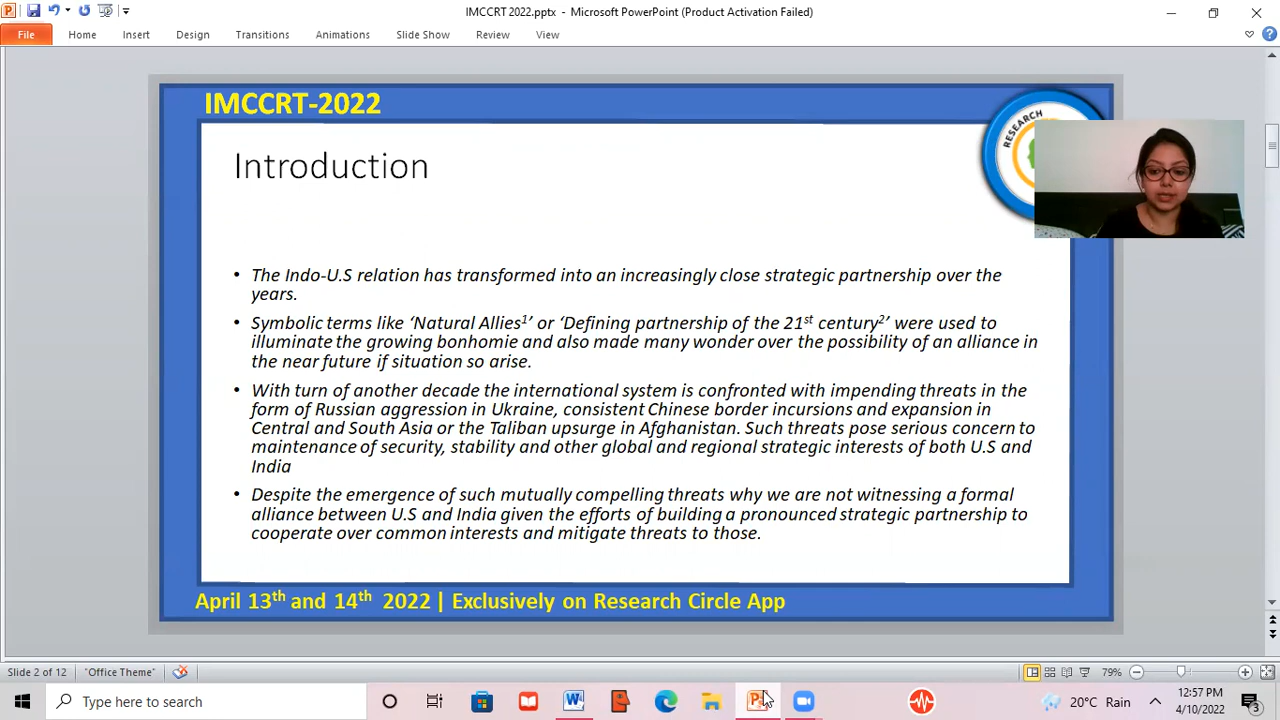 IMCCRT 2022.pptx - Microsoft PowerPoint (Product Activation Failed)
File Home Insert Design Transitions Animations Slide Show Review View
IMCCRT-2022
RESEARCH
Introduction
• The Indo-U.S relation has transformed into an increasingly close strategic partnership over the
years.
• Symbolic terms like ‘Natural Allies1’ or ‘Defining partnership of the 21st century2’ were used to
illuminate the growing bonhomie and also made many wonder over the possibility of an alliance in
the near future if situation so arise.
• With turn of another decade the international system is confronted with impending threats in the
form of Russian aggression in Ukraine, consistent Chinese border incursions and expansion in
Central and South Asia or the Taliban upsurge in Afghanistan. Such threats pose serious concern to
maintenance of security, stability and other global and regional strategic interests of both U.S and
India
• Despite the emergence of such mutually compelling threats why we are not witnessing a formal
alliance between U.S and India given the efforts of building a pronounced strategic partnership to
cooperate over common interests and mitigate threats to those.
April 13th and 14th 2022 | Exclusively on Research Circle App
Slide 2 of 12 "Office Theme" 79%
Type here to search 20°C Rain 12:57 PM
4/10/2022 3